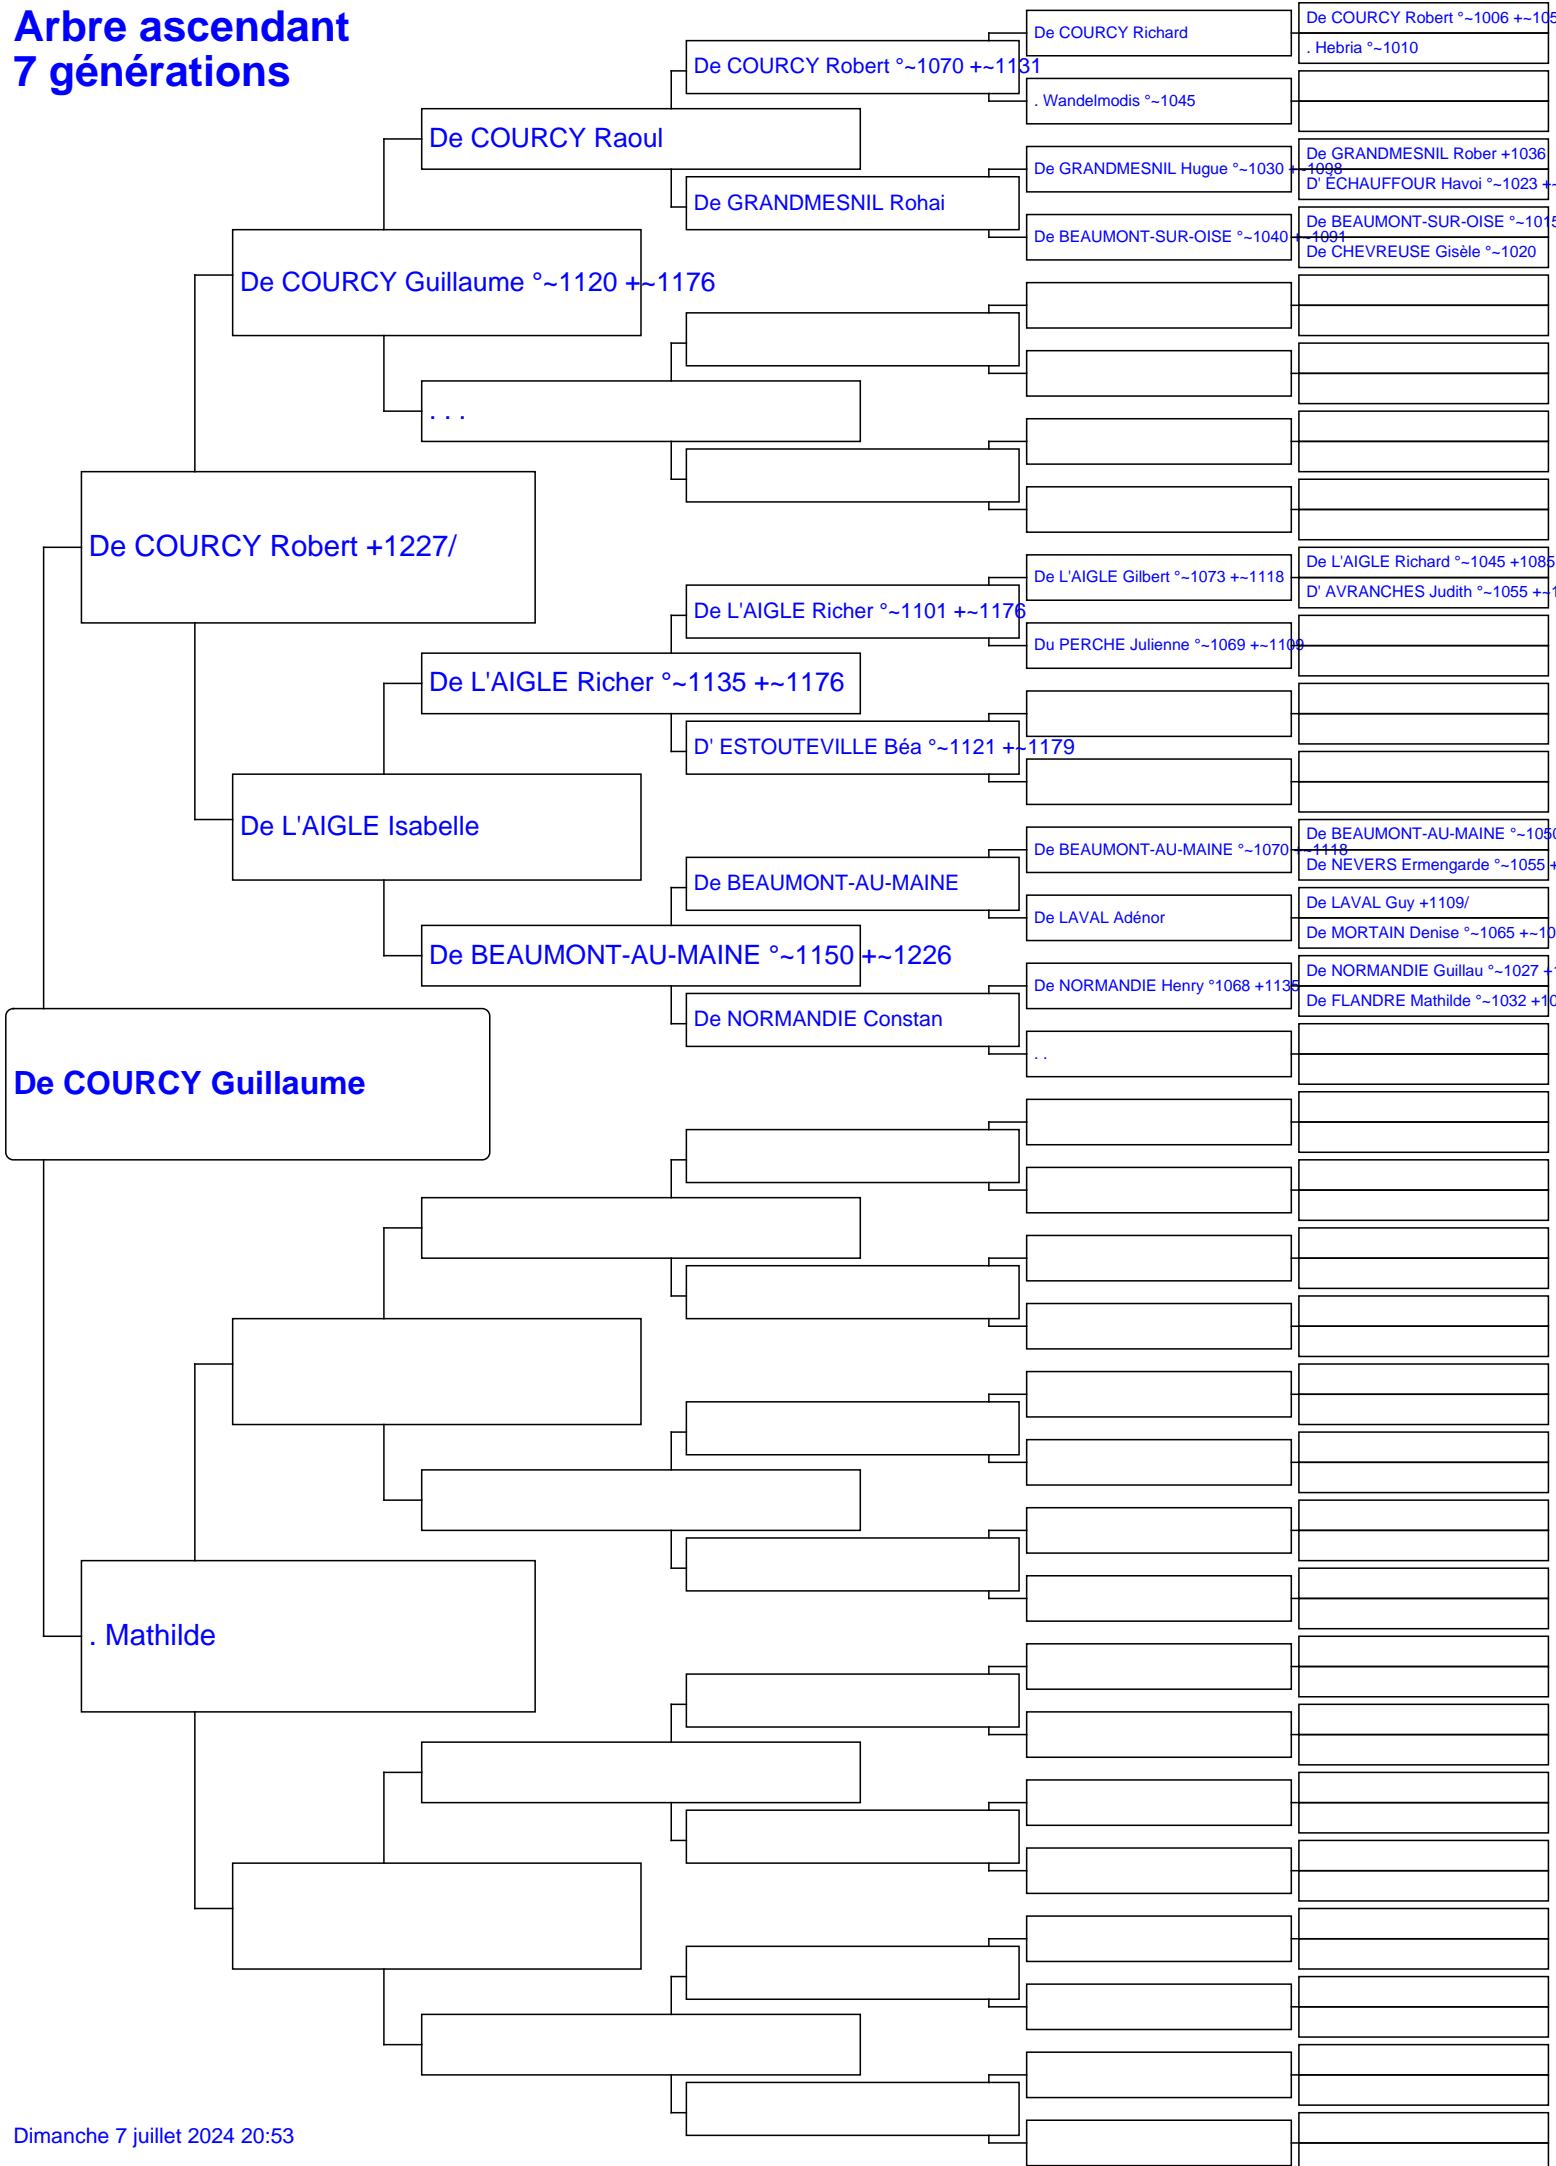 Arbre ascendant
7 générations
De COURCY Guillaume
De COURCY Robert +1227/
. Mathilde
De COURCY Guillaume °~1120 +~1176
De L'AIGLE Isabelle
De COURCY Raoul
. . .
De L'AIGLE Richer °~1135 +~1176
De BEAUMONT-AU-MAINE °~1150 +~1226
De COURCY Robert °~1070 +~1131
De GRANDMESNIL Rohai
De L'AIGLE Richer °~1101 +~1176
D' ESTOUTEVILLE Béa °~1121 +~1179
De BEAUMONT-AU-MAINE
De NORMANDIE Constan
De COURCY Richard
. Wandelmodis °~1045
De GRANDMESNIL Hugue °~1030 +~1098
De BEAUMONT-SUR-OISE °~1040 +~1091
De L'AIGLE Gilbert °~1073 +~1118
Du PERCHE Julienne °~1069 +~1109
De BEAUMONT-AU-MAINE °~1070 +~1118
De LAVAL Adénor
De NORMANDIE Henry °1068 +1135
. .
De COURCY Robert °~1006 +~105
. Hebria °~1010
De GRANDMESNIL Rober +1036
D' ÉCHAUFFOUR Havoi °~1023 +~
De BEAUMONT-SUR-OISE °~1015
De CHEVREUSE Gisèle °~1020
De L'AIGLE Richard °~1045 +1085
D' AVRANCHES Judith °~1055 +~1
De BEAUMONT-AU-MAINE °~1050
De NEVERS Ermengarde °~1055 +
De LAVAL Guy +1109/
De MORTAIN Denise °~1065 +~10
De NORMANDIE Guillau °~1027 +1
De FLANDRE Mathilde °~1032 +10
Dimanche 7 juillet 2024 20:53